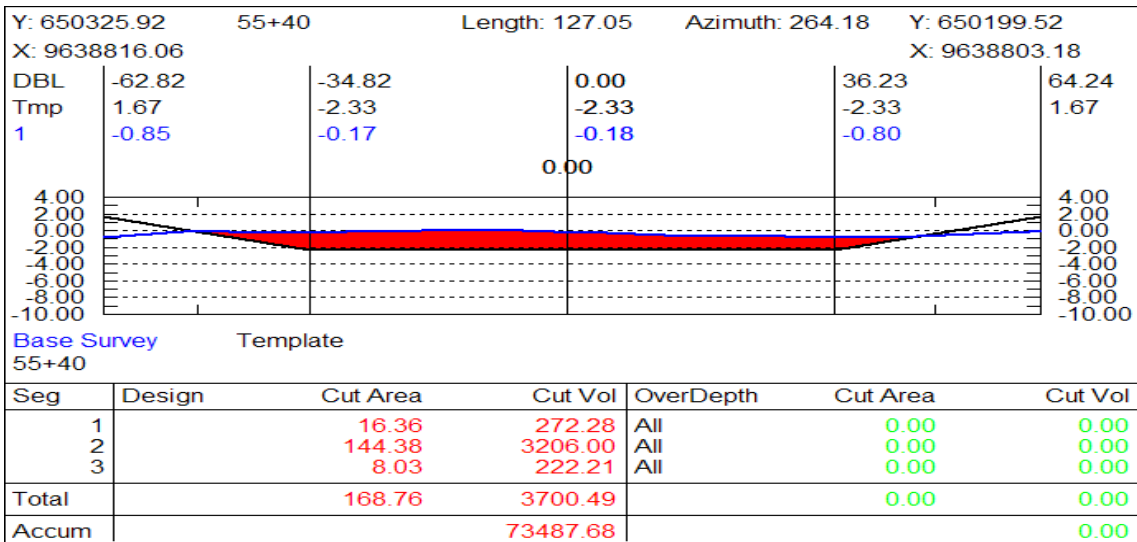 Y: 650325.92 55+40 Length: 127.05 Azimuth: 264.18 Y: 650199.52
X: 9638816.06 X: 9638803.18
DBL -62.82 -34.82 0.00 36.23 64.24
Tmp 1.67 -2.33 -2.33 -2.33 1.67
1 -0.85 -0.17 -0.18 -0.80
0.00
4.00 4.00
2.00 2.00
0.00 0.00
-2.00 -2.00
-4.00 -4.00
-6.00 -6.00
-8.00 -8.00
-10.00 -10.00
Base Survey Template
55+40
Seg Design Cut Area Cut Vol OverDepth Cut Area Cut Vol
1 16.36 272.28 All 0.00 0.00
2 144.38 3206.00 All 0.00 0.00
3 8.03 222.21 All 0.00 0.00
Total 168.76 3700.49 0.00 0.00
Accum 73487.68 0.00